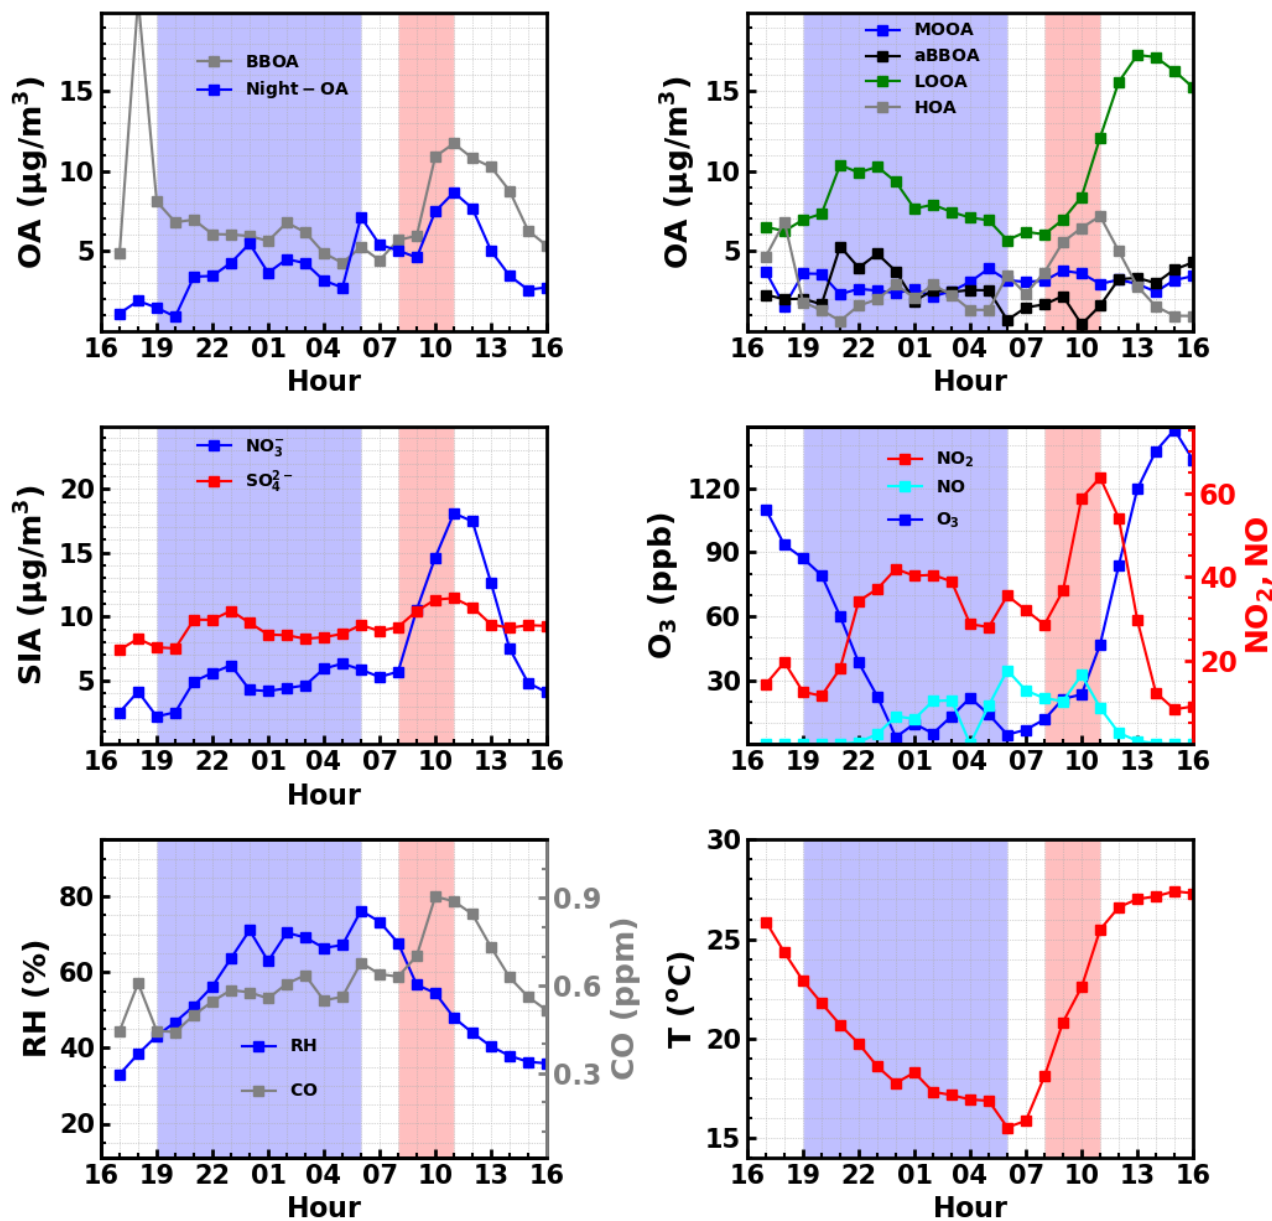 OA (μg/m³)
15
10
5
BBOA
Night − OA
16 19 22 01 04 07 10 13 16
Hour
OA (μg/m³)
15
10
5
MOOA
aBBOA
LOOA
HOA
16 19 22 01 04 07 10 13 16
Hour
SIA (μg/m³)
20
15
10
5
NO₃⁻
SO₄²⁻
16 19 22 01 04 07 10 13 16
Hour
O₃ (ppb)
120
90
60
30
NO₂
NO
O₃
60
40
20
NO₂, NO
16 19 22 01 04 07 10 13 16
RH (%)
80
60
40
20
RH
CO
0.9
0.6
0.3
CO (ppm)
16 19 22 01 04 07 10 13 16
Hour
T (°C)
30
25
20
15
16 19 22 01 04 07 10 13 16
Hour